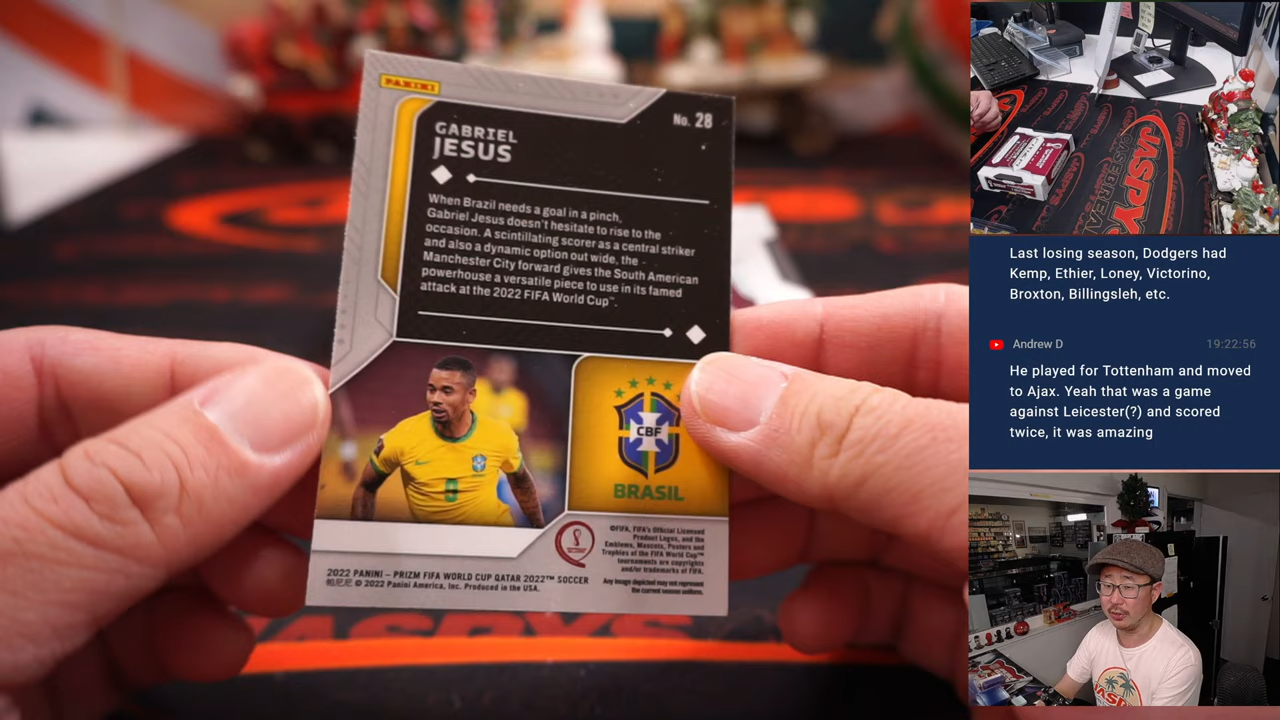 PANINI
No. 28
GABRIEL
JESUS
When Brazil needs a goal in a pinch,
Gabriel Jesus doesn't hesitate to rise to the
occasion. A scintillating scorer as a central striker
and also a dynamic option out wide, the
Manchester City forward gives the South American
powerhouse a versatile piece to use in its famed
attack at the 2022 FIFA World Cup™.
CBF
BRASIL
©FIFA, FIFA's Official Licensed
Product Logos, and the
Emblems, Mascots, Posters and
Trophies of the FIFA World Cup™
tournaments are copyrights
and/or trademarks of FIFA.
Any image depicted may not represent
the current season uniform.
2022 PANINI – PRIZM FIFA WORLD CUP QATAR 2022™ SOCCER
帕尼尼 © 2022 Panini America, Inc. Produced in the USA.
JASPYS
Last losing season, Dodgers had
Kemp, Ethier, Loney, Victorino,
Broxton, Billingsleh, etc.
Andrew D
19:22:56
He played for Tottenham and moved
to Ajax. Yeah that was a game
against Leicester(?) and scored
twice, it was amazing